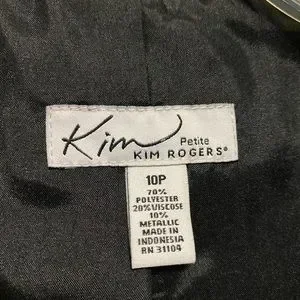 Kim
Petite
KIM ROGERS®
10P
70%
POLYESTER
20%VISCOSE
10%
METALLIC
MADE IN
INDONESIA
RN 31104